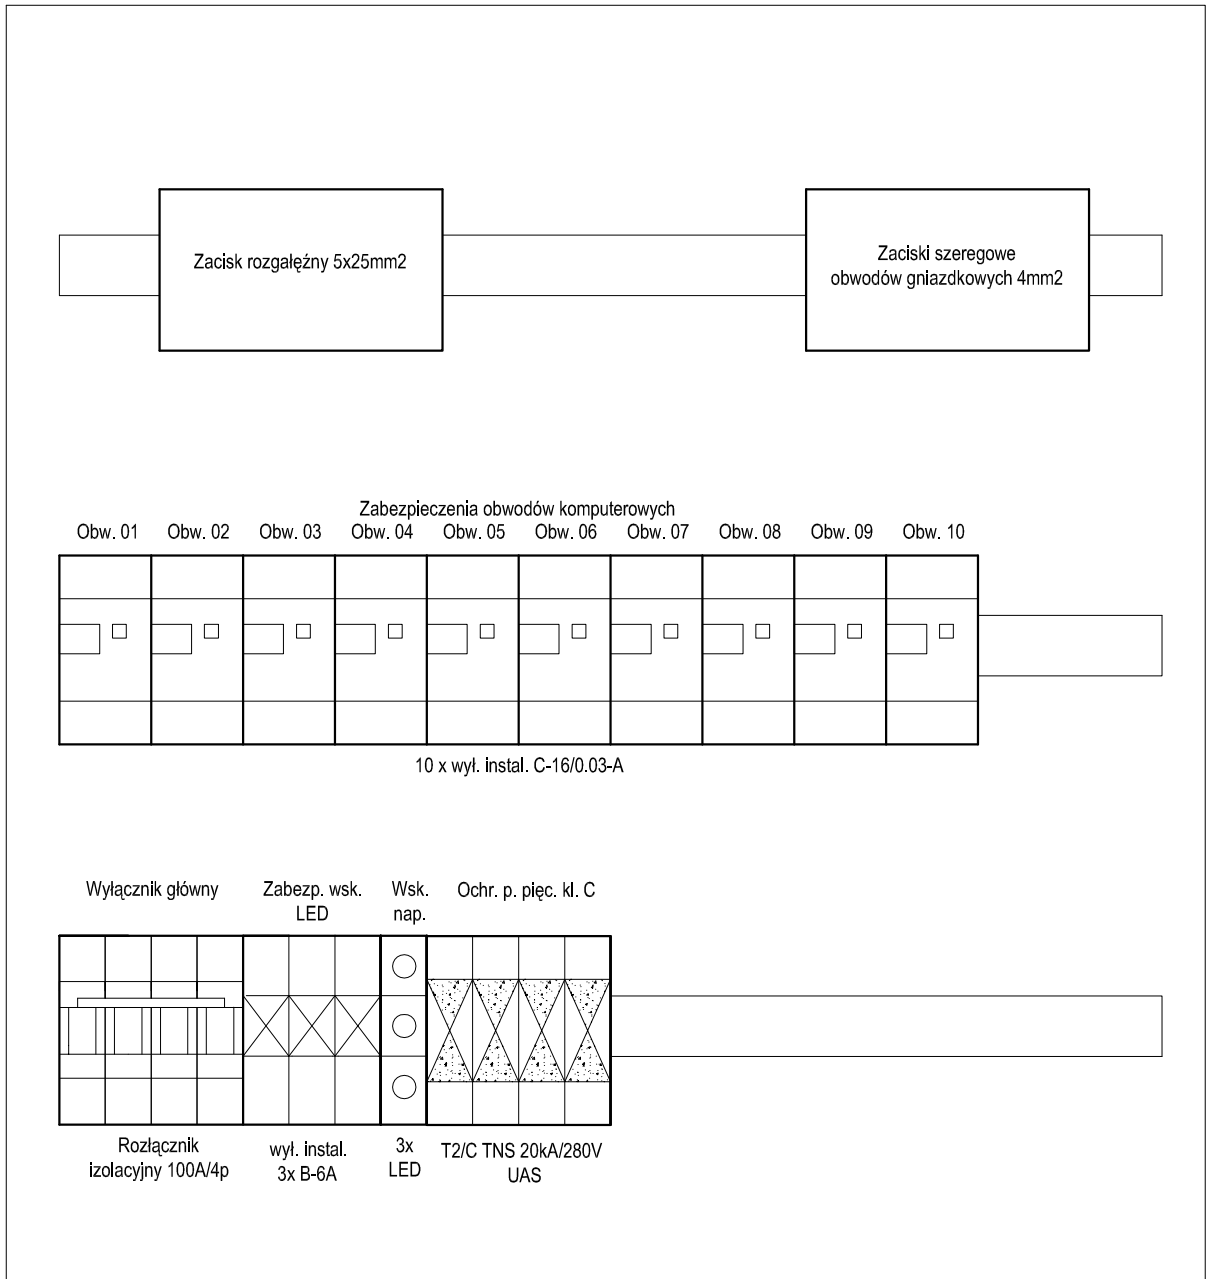 Zacisk rozgałęźny 5x25mm2
Zaciski szeregowe
obwodów gniazdkowych 4mm2
Zabezpieczenia obwodów komputerowych
Obw. 01 Obw. 02 Obw. 03 Obw. 04 Obw. 05 Obw. 06 Obw. 07 Obw. 08 Obw. 09 Obw. 10
10 x wył. instal. C-16/0.03-A
Wyłącznik główny
Zabezp. wsk.
LED
Wsk.
nap.
Ochr. p. pięc. kl. C
Rozłącznik
izolacyjny 100A/4p
wył. instal.
3x B-6A
3x
LED
T2/C TNS 20kA/280V
UAS